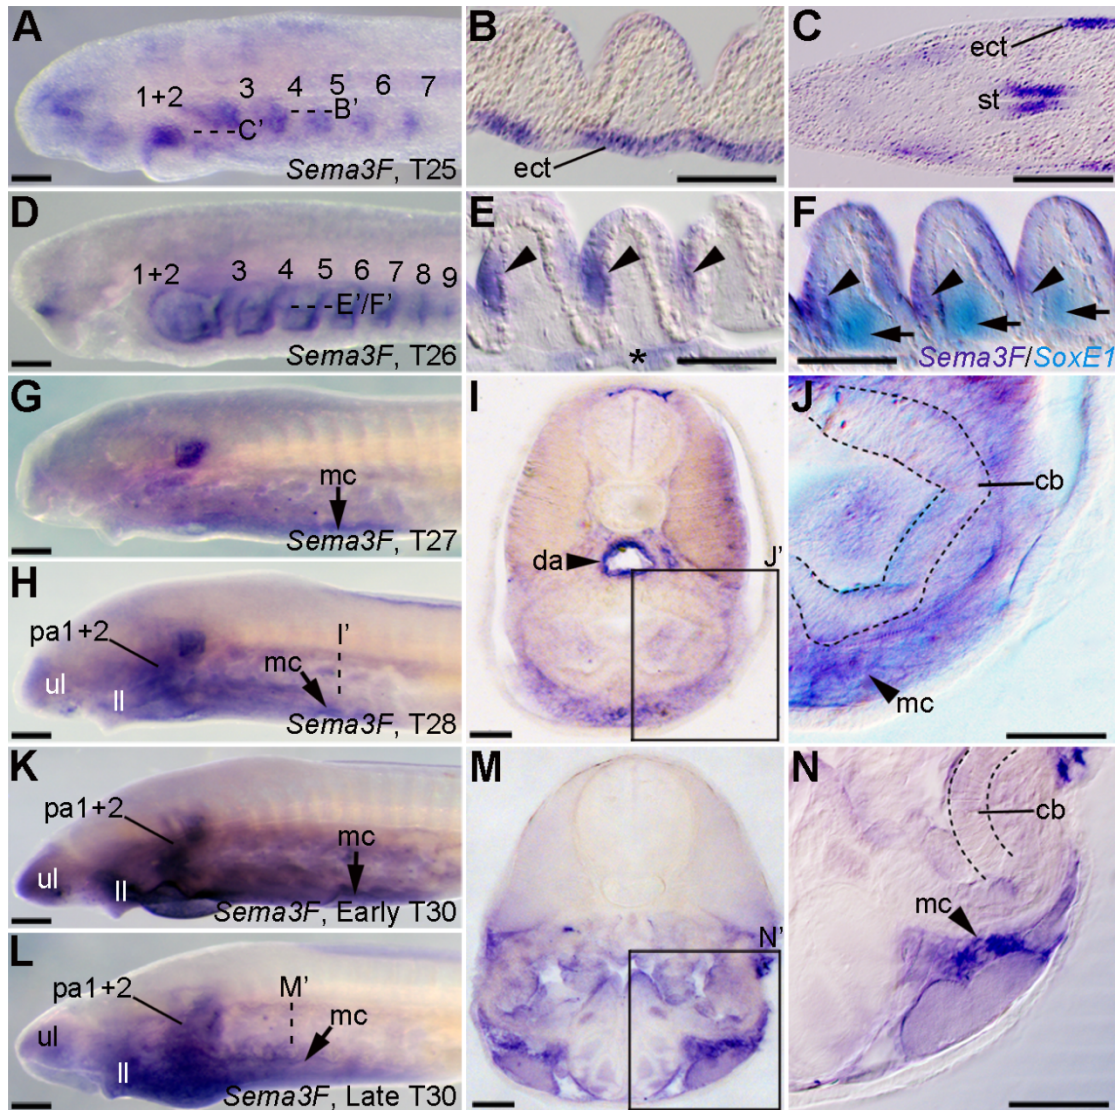 A
3 4 5 6 7
1+2
B'
C'
Sema3F, T25
B
ect
C
ect
st
D
1+2 3 4 5 6 7 8 9
E'/F'
Sema3F, T26
E
*
F
Sema3F/SoxE1
G
mc
Sema3F, T27
H
pa1+2
I'
mc
ul
ll
Sema3F, T28
I
da
J'
J
cb
mc
K
pa1+2
mc
ul
ll
Sema3F, Early T30
L
pa1+2
M'
mc
ul
ll
Sema3F, Late T30
M
N'
N
cb
mc